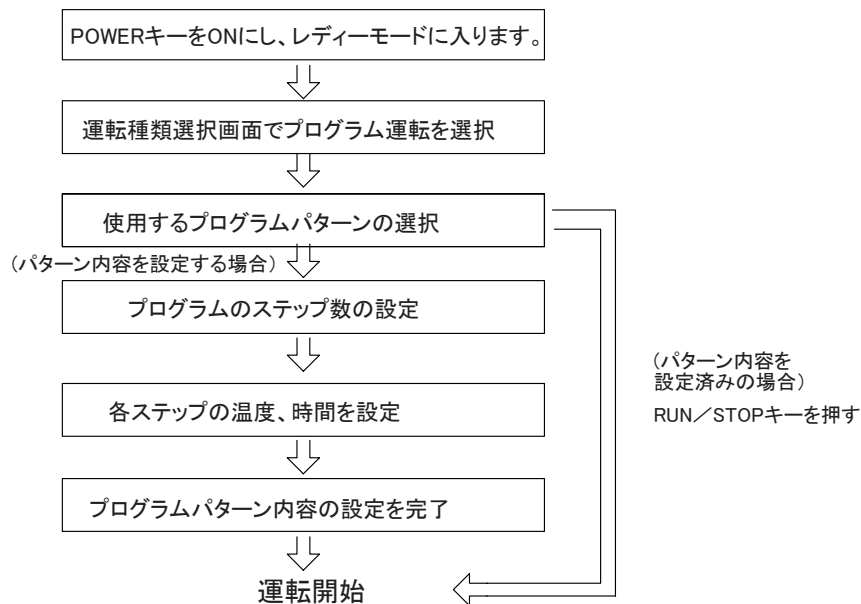 POWERキーをONにし、レディーモードに入ります。
運転種類選択画面でプログラム運転を選択
使用するプログラムパターンの選択
（パターン内容を設定する場合）
プログラムのステップ数の設定
各ステップの温度、時間を設定
プログラムパターン内容の設定を完了
運転開始
（パターン内容を
設定済みの場合）
RUN／STOPキーを押す